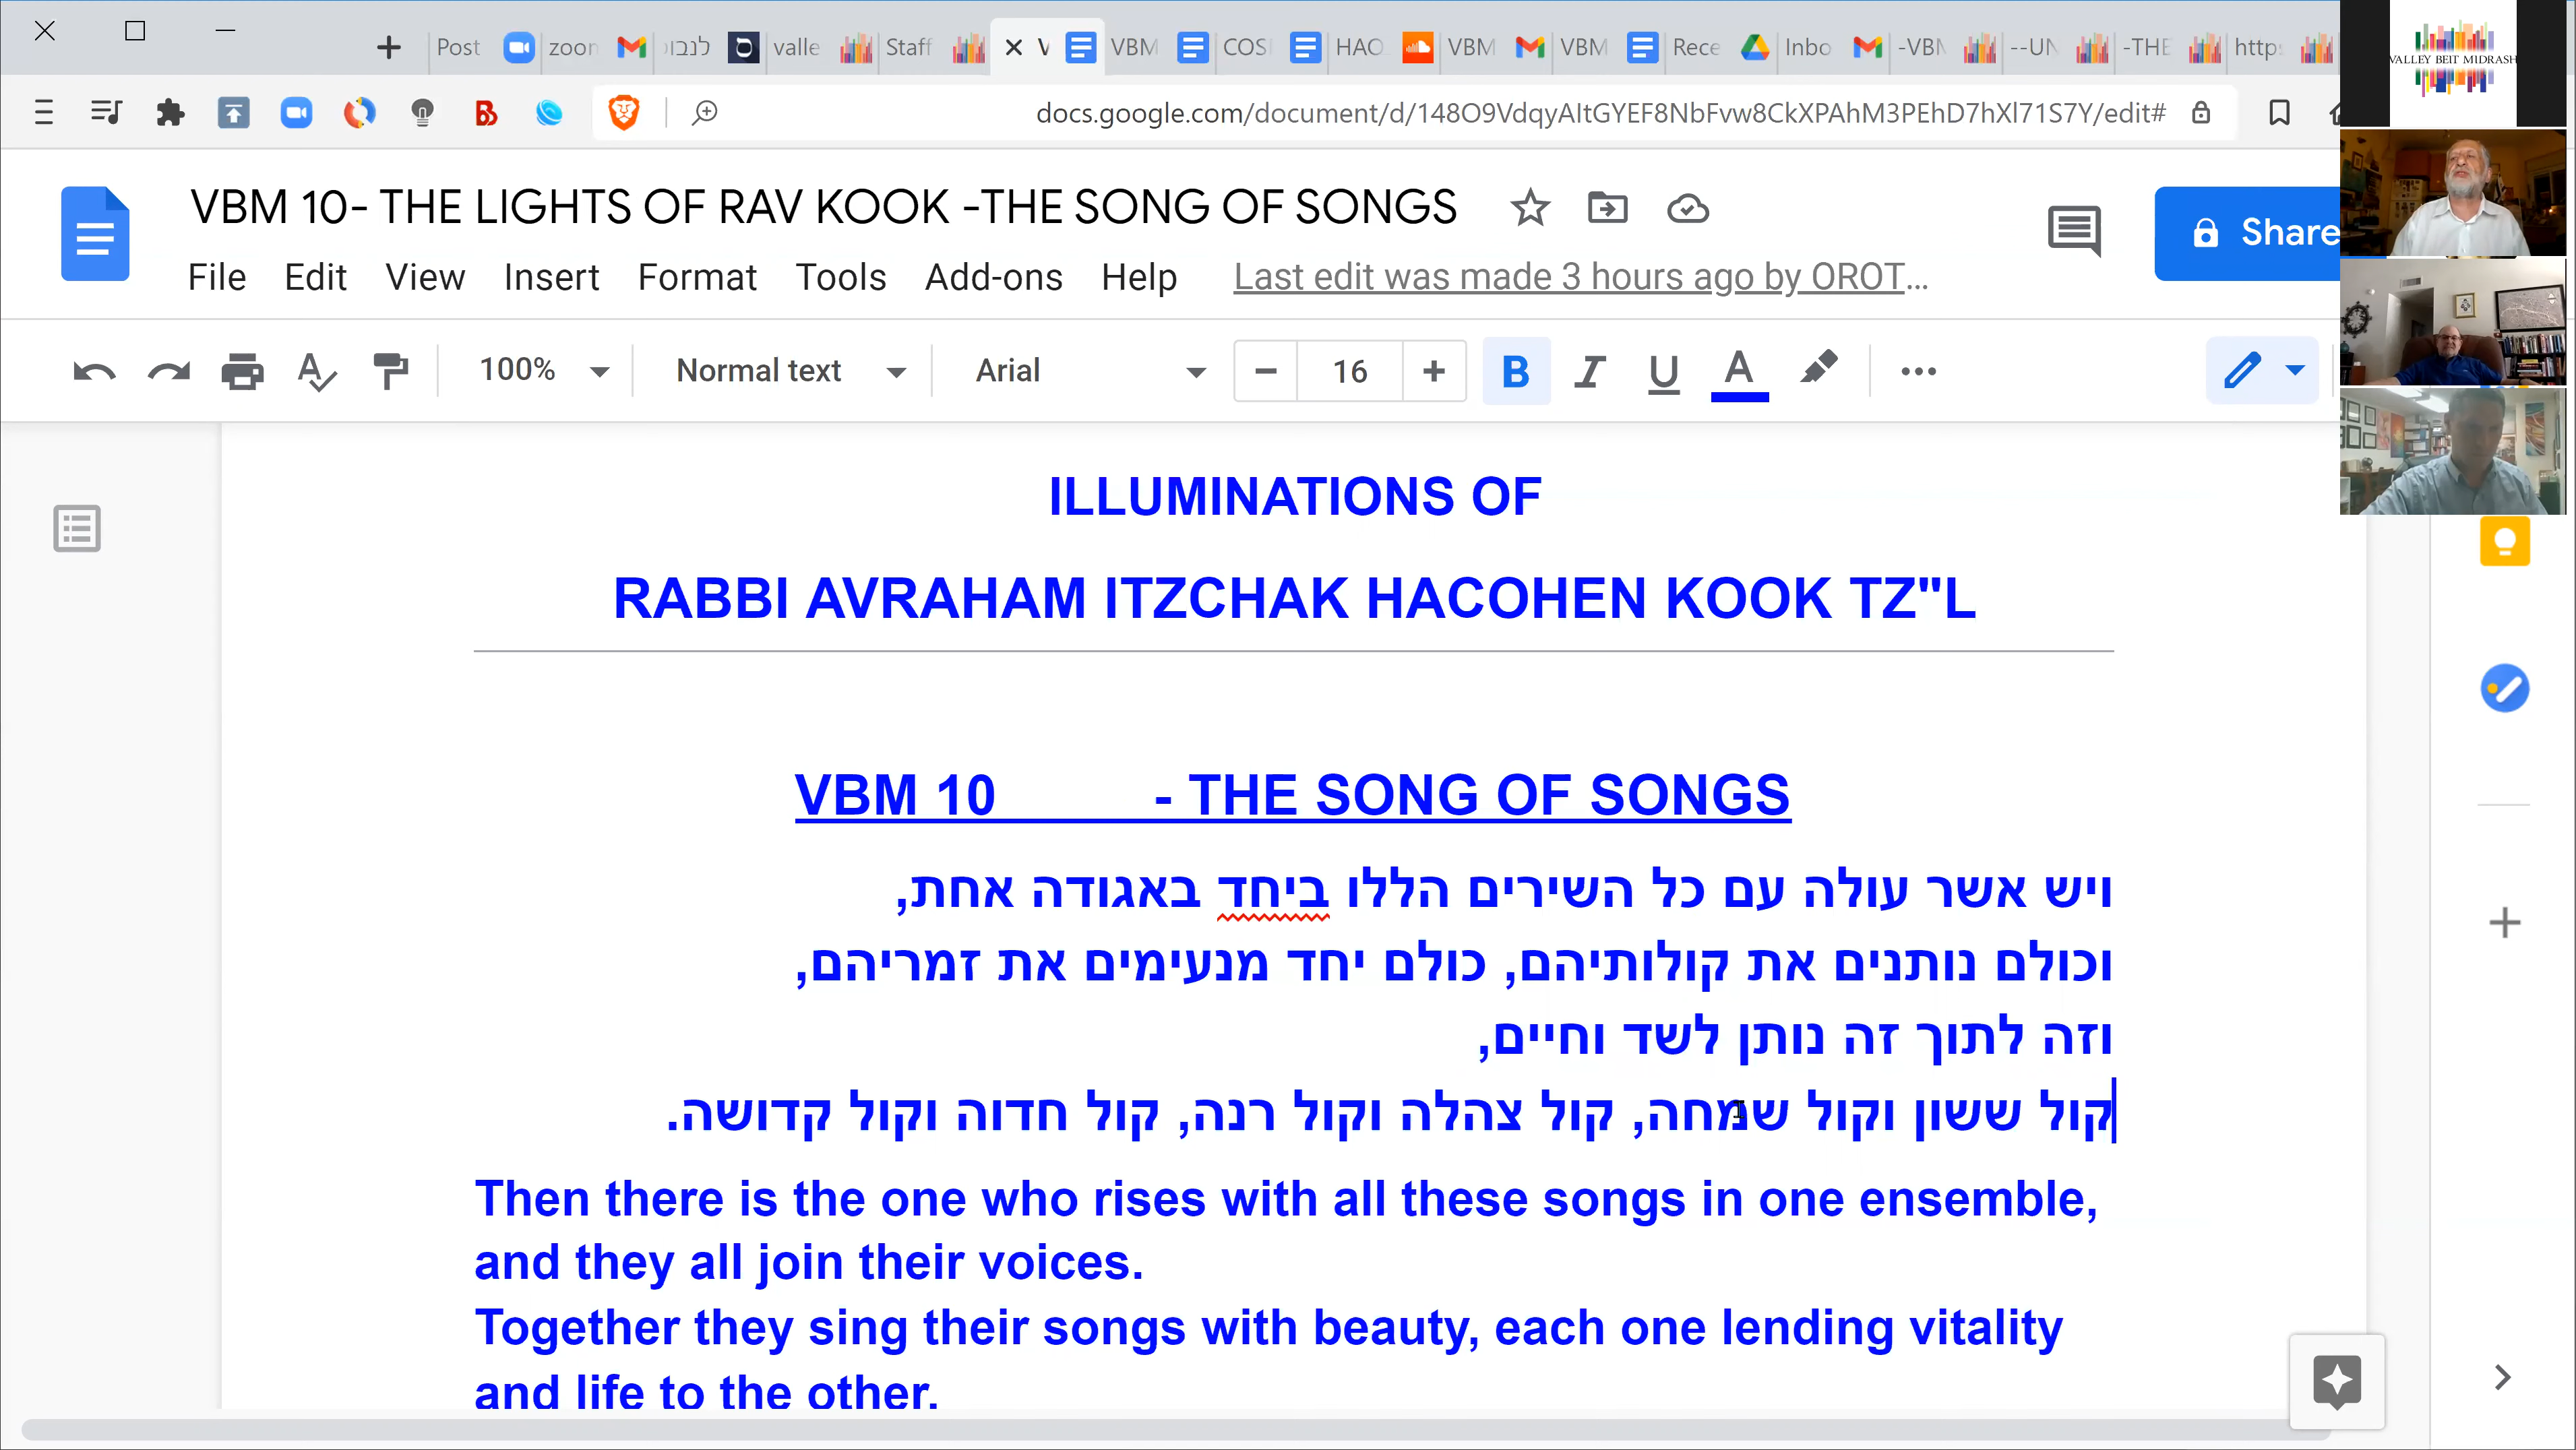 Post
zoon
לנבוכ
valle
Staff
V
VBM
COS
HAO
VBM
VBM
Rece
Inbo
-VBM
--UN
-THE
https
docs.google.com/document/d/148O9VdqyAItGYEF8NbFvw8CkXPAhM3PEhD7hXl71S7Y/edit#
VALLEY BEIT MIDRASH
VBM 10- THE LIGHTS OF RAV KOOK -THE SONG OF SONGS
Share
File Edit View Insert Format Tools Add-ons Help Last edit was made 3 hours ago by OROT…
100% Normal text Arial 16 B I U A
ILLUMINATIONS OF
RABBI AVRAHAM ITZCHAK HACOHEN KOOK TZ"L
VBM 10 - THE SONG OF SONGS
ויש אשר עולה עם כל השירים הללו ביחד באגודה אחת,
וכולם נותנים את קולותיהם, כולם יחד מנעימים את זמריהם,
וזה לתוך זה נותן לשד וחיים,
קול ששון וקול שמחה, קול צהלה וקול רנה, קול חדוה וקול קדושה.
Then there is the one who rises with all these songs in one ensemble,
and they all join their voices.
Together they sing their songs with beauty, each one lending vitality
and life to the other.